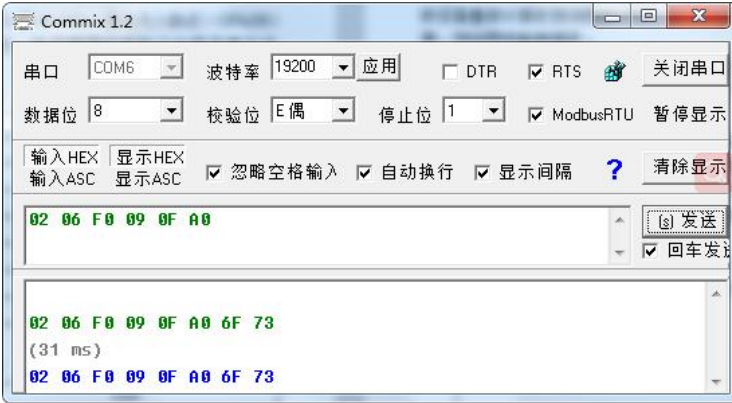 Commix 1.2
串口 COM6 波特率 19200 应用 DTR RTS 关闭串口
数据位 8 校验位 E偶 停止位 1 ModbusRTU 暂停显示
输入HEX 显示HEX
输入ASC 显示ASC
忽略空格输入 自动换行 显示间隔 ? 清除显示
02 06 F0 09 0F A0
(s) 发送
回车发送
02 06 F0 09 0F A0 6F 73
(31 ms)
02 06 F0 09 0F A0 6F 73